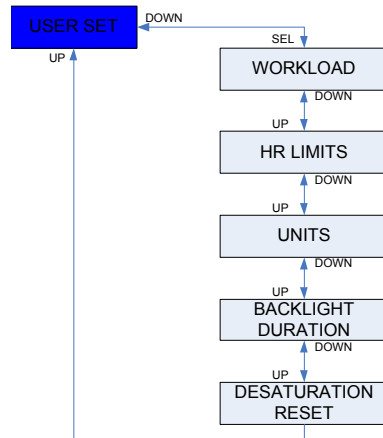 USER SET
DOWN
UP
SEL
WORKLOAD
DOWN
UP
HR LIMITS
DOWN
UP
UNITS
DOWN
UP
BACKLIGHT
DURATION
DOWN
UP
DESATURATION
RESET